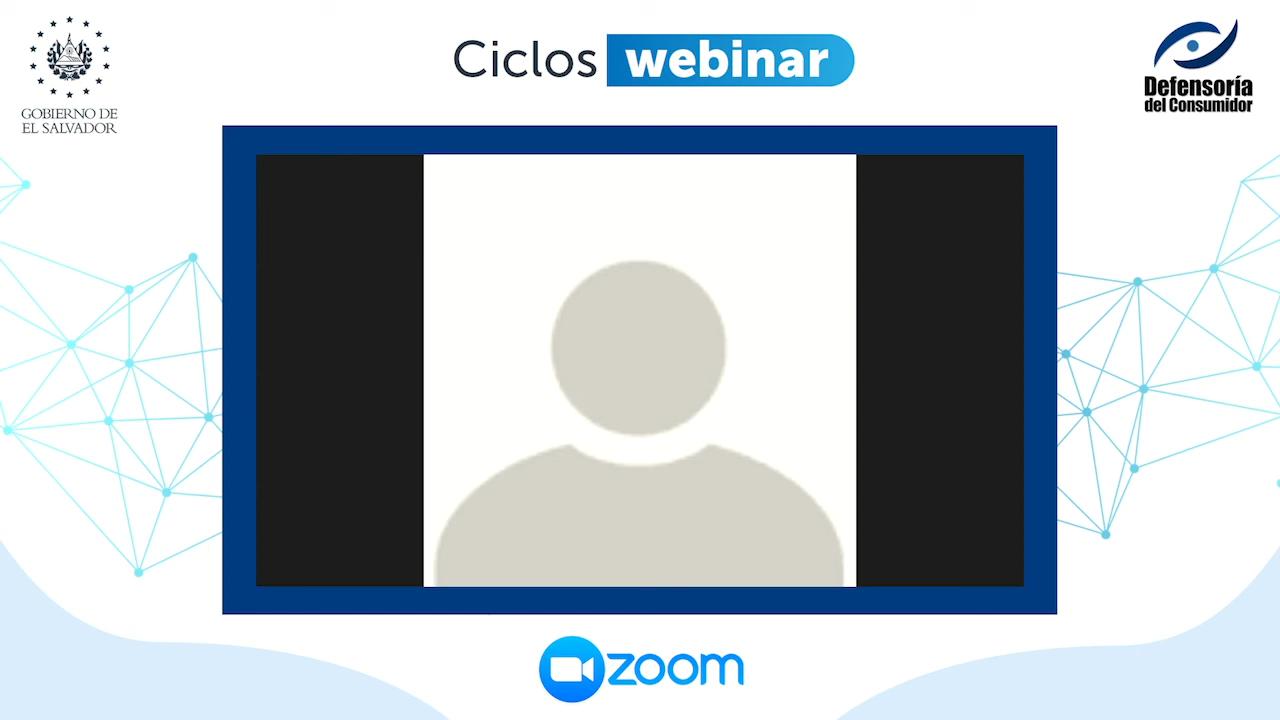 Ciclos webinar
GOBIERNO DE
EL SALVADOR
Defensoría
del Consumidor
zoom